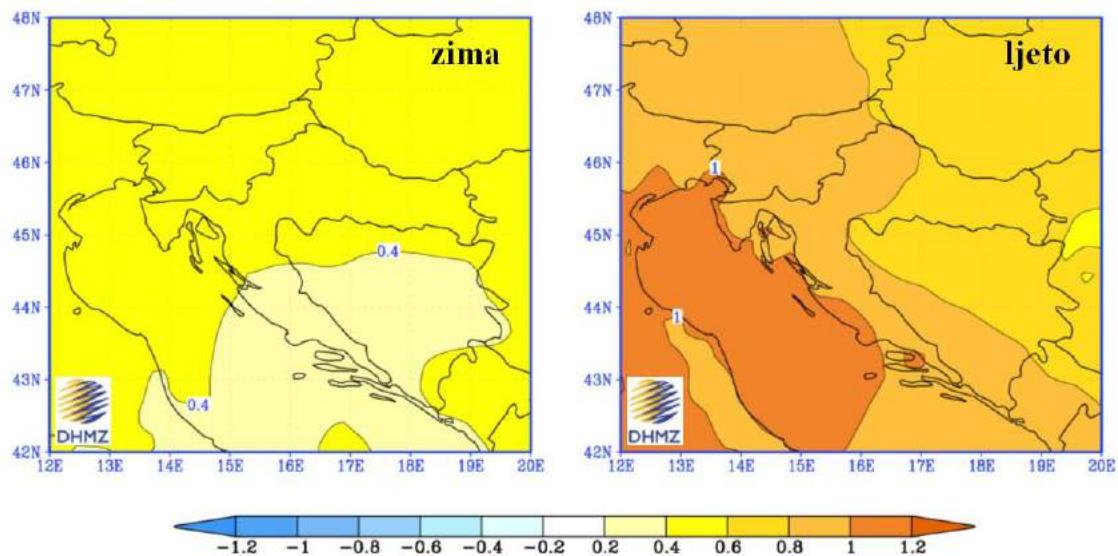 zima
ljeto
48N
47N
46N
45N
44N
43N
42N
0.4
0.4
DHMZ
12E 13E 14E 15E 16E 17E 18E 19E 20E
48N
47N
46N
45N
44N
43N
42N
1
1
DHMZ
12E 13E 14E 15E 16E 17E 18E 19E 20E
-1.2 -1 -0.8 -0.6 -0.4 -0.2 0.2 0.4 0.6 0.8 1 1.2